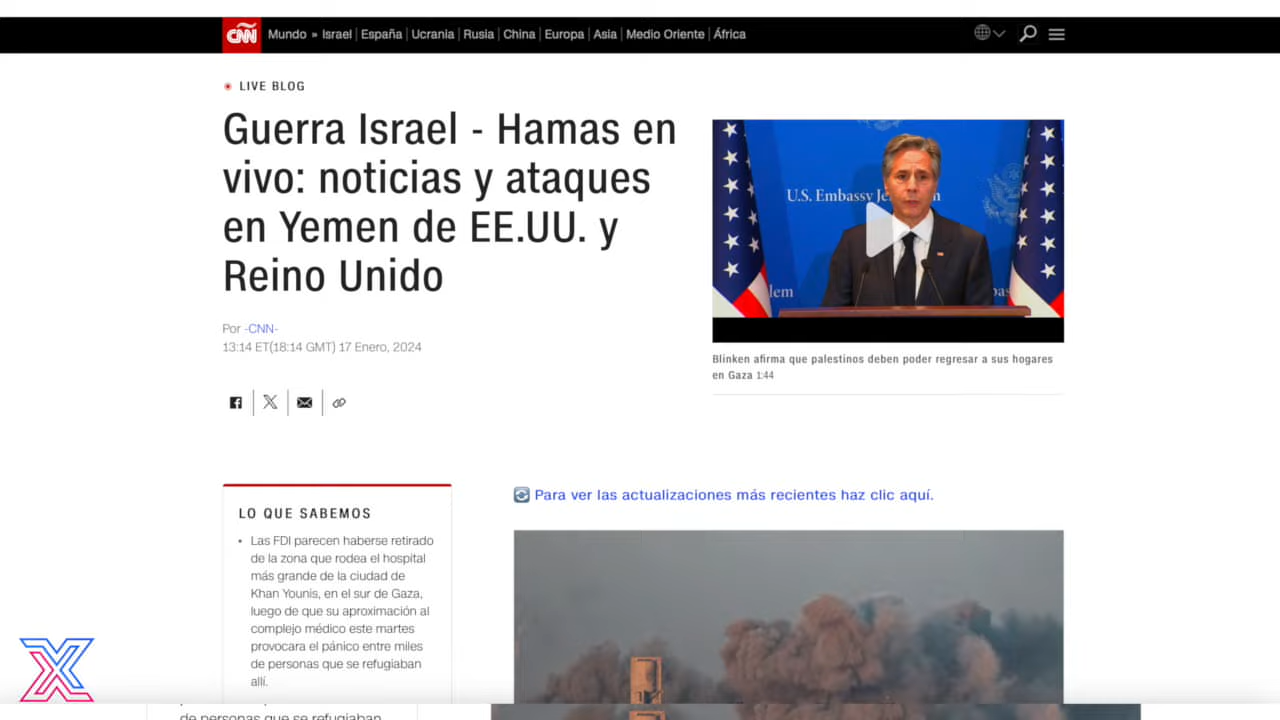 CNN
Mundo » Israel | España | Ucrania | Rusia | China | Europa | Asia | Medio Oriente | África
LIVE BLOG
Guerra Israel - Hamas en
vivo: noticias y ataques
en Yemen de EE.UU. y
Reino Unido
Por -CNN-
13:14 ET(18:14 GMT) 17 Enero, 2024
U.S. Embassy Je m
lem
Blinken afirma que palestinos deben poder regresar a sus hogares
en Gaza 1:44
Para ver las actualizaciones más recientes haz clic aquí.
LO QUE SABEMOS
• Las FDI parecen haberse retirado
de la zona que rodea el hospital
más grande de la ciudad de
Khan Younis, en el sur de Gaza,
luego de que su aproximación al
complejo médico este martes
provocara el pánico entre miles
de personas que se refugiaban
allí.
de personas que se refugiaban